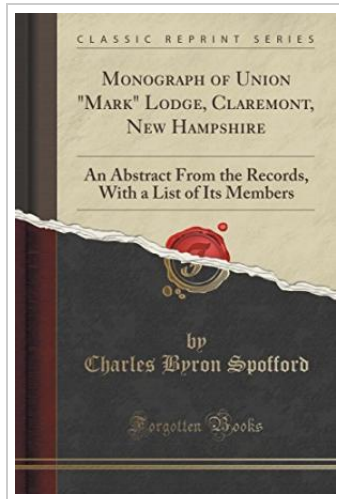 CLASSIC REPRINT SERIES
MONOGRAPH OF UNION
"MARK" LODGE, CLAREMONT,
NEW HAMPSHIRE
An Abstract From the Records,
With a List of Its Members
by
Charles Byron Spofford
Forgotten Books